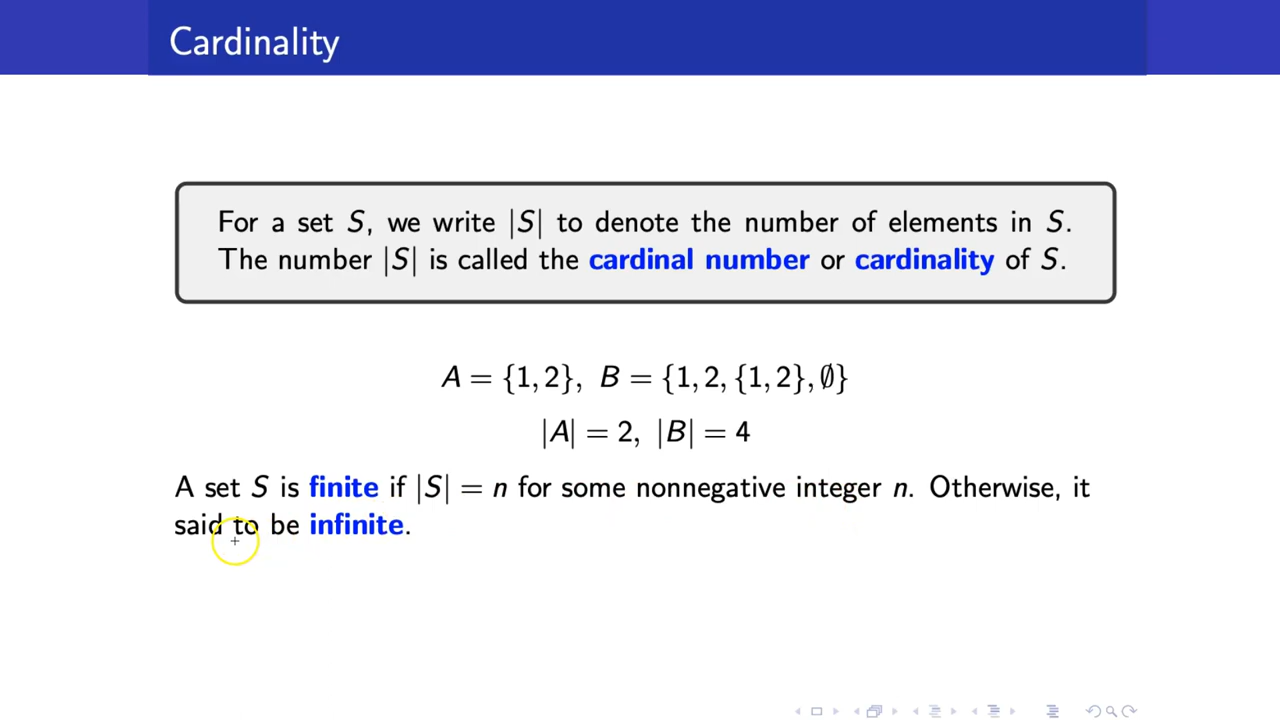 Cardinality
For a set S, we write |S| to denote the number of elements in S.
The number |S| is called the cardinal number or cardinality of S.
A = {1, 2}, B = {1, 2, {1, 2}, ∅}
|A| = 2, |B| = 4
A set S is finite if |S| = n for some nonnegative integer n. Otherwise, it
said to be infinite.